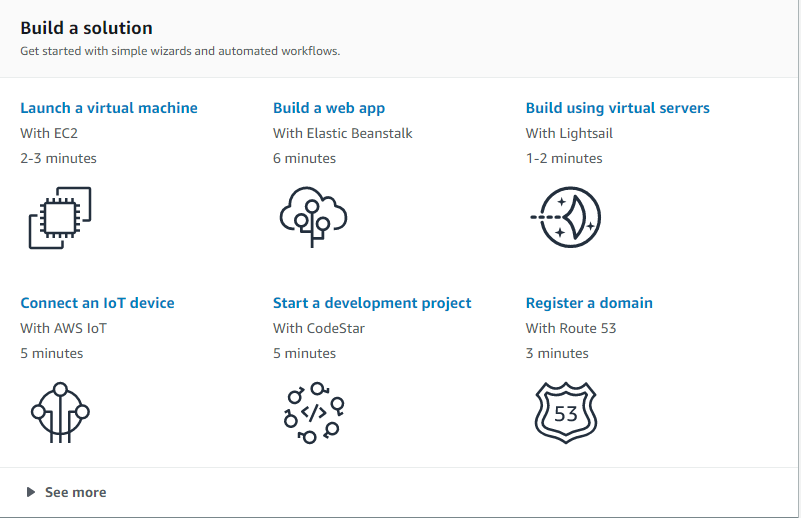 Build a solution
Get started with simple wizards and automated workflows.
Launch a virtual machine
With EC2
2-3 minutes
Build a web app
With Elastic Beanstalk
6 minutes
Build using virtual servers
With Lightsail
1-2 minutes
Connect an IoT device
With AWS IoT
5 minutes
Start a development project
With CodeStar
5 minutes
</>
Register a domain
With Route 53
3 minutes
53
See more